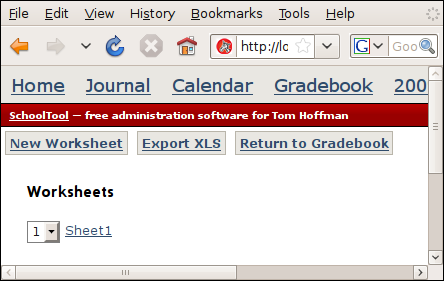 File Edit View History Bookmarks Tools Help
http://lo G Goo
Home Journal Calendar Gradebook 200
SchoolTool — free administration software for Tom Hoffman
New Worksheet Export XLS Return to Gradebook
Worksheets
1 Sheet1